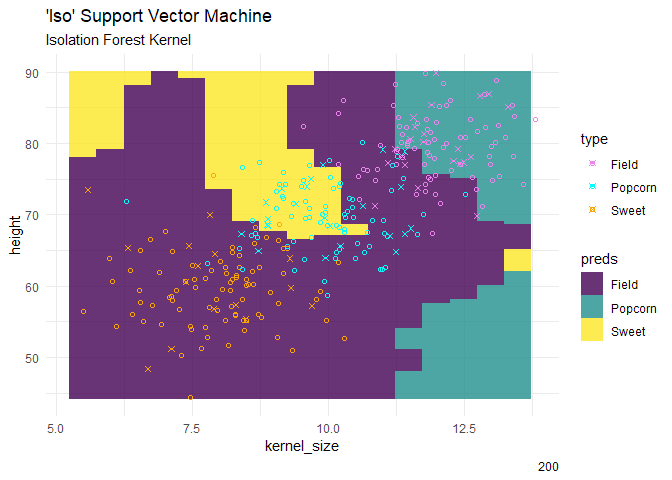 'Iso' Support Vector Machine
Isolation Forest Kernel
90
80
70
60
50
height
5.0
7.5
10.0
12.5
kernel_size
type
Field
Popcorn
Sweet
preds
Field
Popcorn
Sweet
200